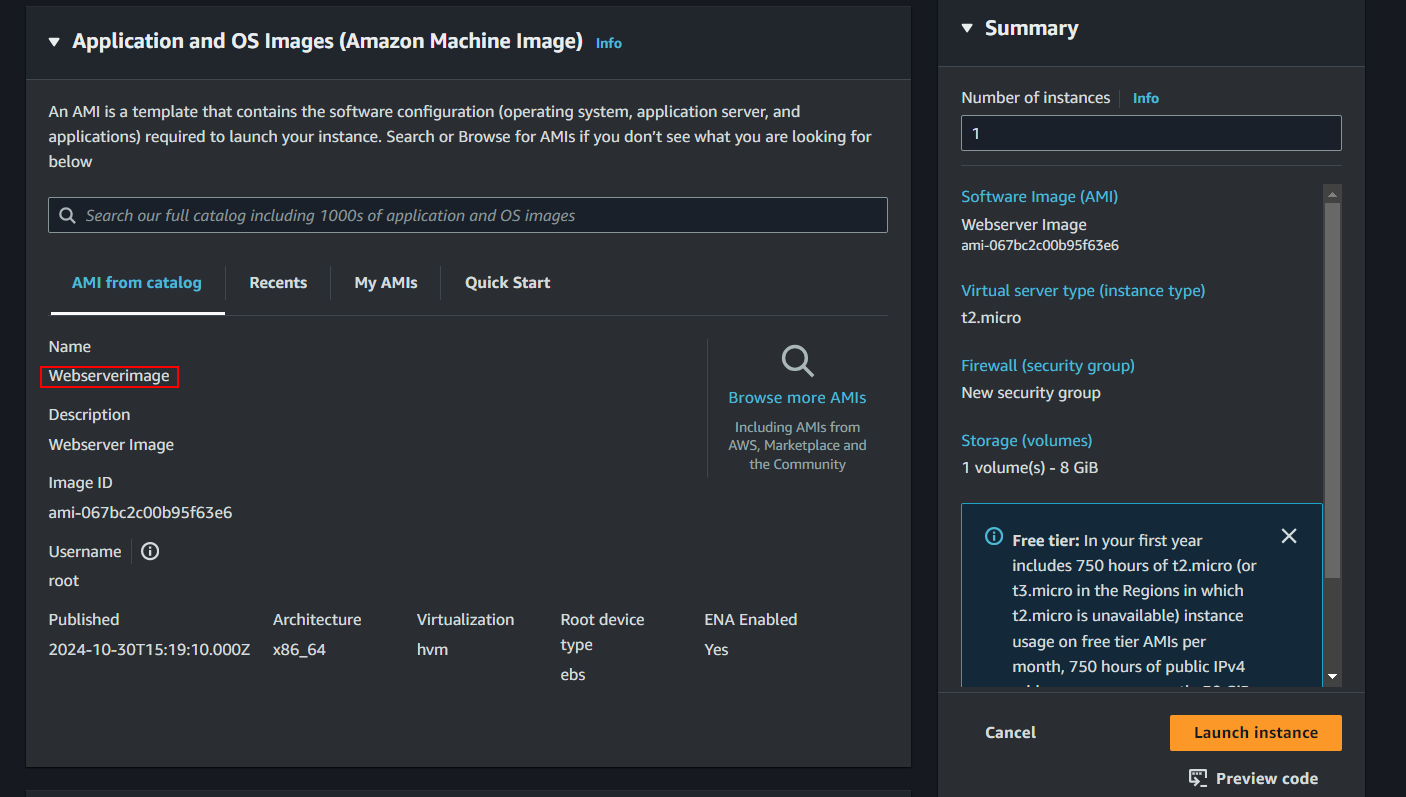 Application and OS Images (Amazon Machine Image) Info
An AMI is a template that contains the software configuration (operating system, application server, and
applications) required to launch your instance. Search or Browse for AMIs if you don't see what you are looking for
below
Search our full catalog including 1000s of application and OS images
AMI from catalog
Recents
My AMIs
Quick Start
Name
Webserverimage
Description
Webserver Image
Image ID
ami-067bc2c00b95f63e6
Username
root
Browse more AMIs
Including AMIs from
AWS, Marketplace and
the Community
Published
2024-10-30T15:19:10.000Z
Architecture
x86_64
Virtualization
hvm
Root device
type
ebs
ENA Enabled
Yes
Summary
Number of instances Info
1
Software Image (AMI)
Webserver Image
ami-067bc2c00b95f63e6
Virtual server type (instance type)
t2.micro
Firewall (security group)
New security group
Storage (volumes)
1 volume(s) - 8 GiB
Free tier: In your first year
includes 750 hours of t2.micro (or
t3.micro in the Regions in which
t2.micro is unavailable) instance
usage on free tier AMIs per
month, 750 hours of public IPv4
Cancel
Launch instance
Preview code